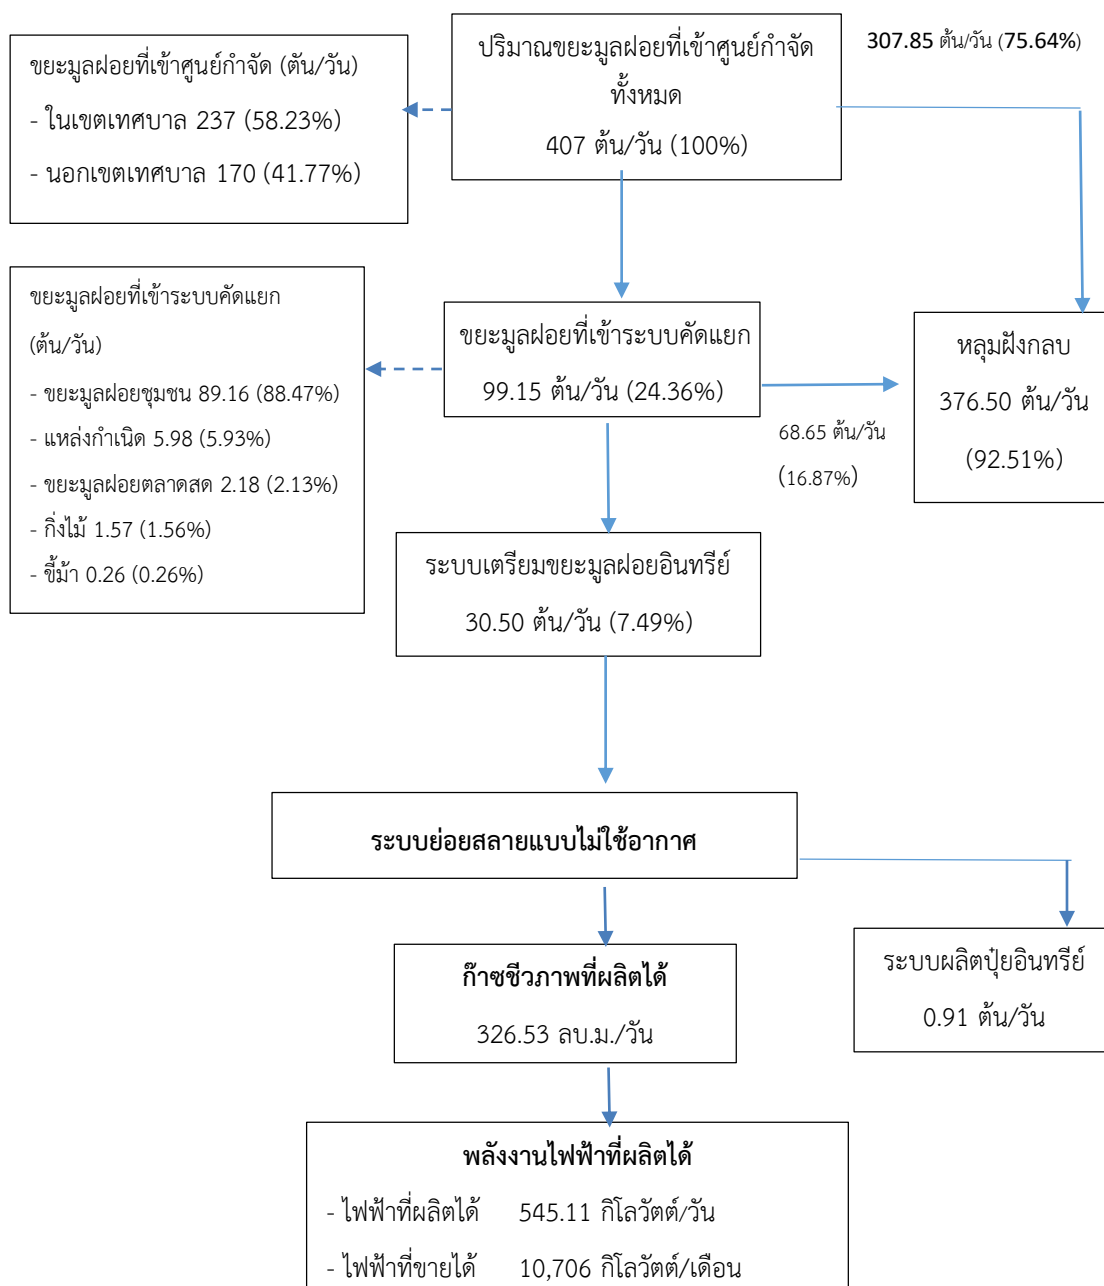 ปริมาณขยะมูลฝอยที่เข้าศูนย์กำจัด
ทั้งหมด
407 ต้น/วัน (100%)
307.85 ต้น/วัน (75.64%)
ขยะมูลฝอยที่เข้าศูนย์กำจัด (ตัน/วัน)
- ในเขตเทศบาล 237 (58.23%)
- นอกเขตเทศบาล 170 (41.77%)
ขยะมูลฝอยที่เข้าระบบคัดแยก
(ต้น/วัน)
- ขยะมูลฝอยชุมชน 89.16 (88.47%)
- แหล่งกำเนิด 5.98 (5.93%)
- ขยะมูลฝอยตลาดสด 2.18 (2.13%)
- กิ่งไม้ 1.57 (1.56%)
- ขี้ม้า 0.26 (0.26%)
ขยะมูลฝอยที่เข้าระบบคัดแยก
99.15 ต้น/วัน (24.36%)
68.65 ต้น/วัน
(16.87%)
หลุมฝังกลบ
376.50 ต้น/วัน
(92.51%)
ระบบเตรียมขยะมูลฝอยอินทรีย์
30.50 ต้น/วัน (7.49%)
ระบบย่อยสลายแบบไม่ใช้อากาศ
ก๊าซชีวภาพที่ผลิตได้
326.53 ลบ.ม./วัน
ระบบผลิตปุ๋ยอินทรีย์
0.91 ต้น/วัน
พลังงานไฟฟ้าที่ผลิตได้
- ไฟฟ้าที่ผลิตได้ 545.11 กิโลวัตต์/วัน
- ไฟฟ้าที่ขายได้ 10,706 กิโลวัตต์/เดือน